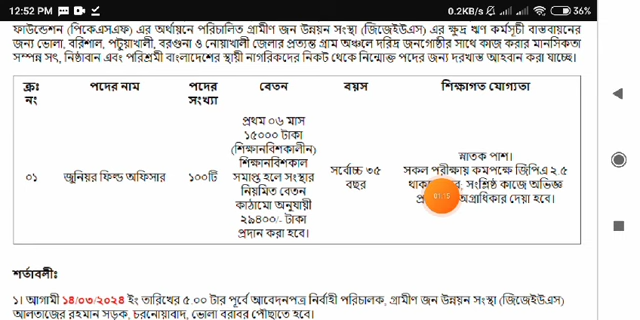 12:52 PM
0.2KB/s
36%
ফাউন্ডেশন (পিকেএসএফ) এর অর্থায়নে পরিচালিত গ্রামীণ জন উন্নয়ন সংস্থা (জিজেইউএস) এর ক্ষুদ্র ঋণ কর্মসূচী বাস্তবায়নের
জন্য ভোলা, বরিশাল, পটুয়াখালী, বরগুনা ও নোয়াখালী জেলার প্রত্যন্ত গ্রাম অঞ্চলে দরিদ্র জনগোষ্ঠীর সাথে কাজ করার মানসিকতা
সম্পন্ন সৎ, নিষ্ঠাবান এবং পরিশ্রমী বাংলাদেশের স্থায়ী নাগরিকদের নিকট থেকে নিন্মোক্ত পদের জন্য দরখাস্ত আহবান করা যাচ্ছে।
ক্রঃ নং
পদের নাম
পদের সংখ্যা
বেতন
বয়স
শিক্ষাগত যোগ্যতা
০১
জুনিয়র ফিল্ড অফিসার
১০০টি
প্রথম ০৬ মাস
১৫০০০ টাকা
(শিক্ষানবিশকালীন)
শিক্ষানবিশকাল
সমাপ্ত হলে সংস্থার
নিয়মিত বেতন
কাঠামো অনুযায়ী
২৯৪০০/- টাকা
প্রদান করা হবে।
সর্বোচ্চ ৩৫
বছর
স্নাতক পাশ।
সকল পরীক্ষায় কমপক্ষে জিপিএ ২.৫
সংশ্লিষ্ট কাজে অভিজ্ঞ
অগ্রাধিকার দেয়া হবে।
শর্তাবলীঃ
১। আগামী ১৪/০৩/২০২৪ ইং তারিখের ৫.০০ টার পূর্বে আবেদনপত্র নির্বাহী পরিচালক, গ্রামীণ জন উন্নয়ন সংস্থা (জিজেইউএস)
আলতাজের রহমান সড়ক, চরনোয়াবাদ, ভোলা বরাবর পৌছাতে হবে।